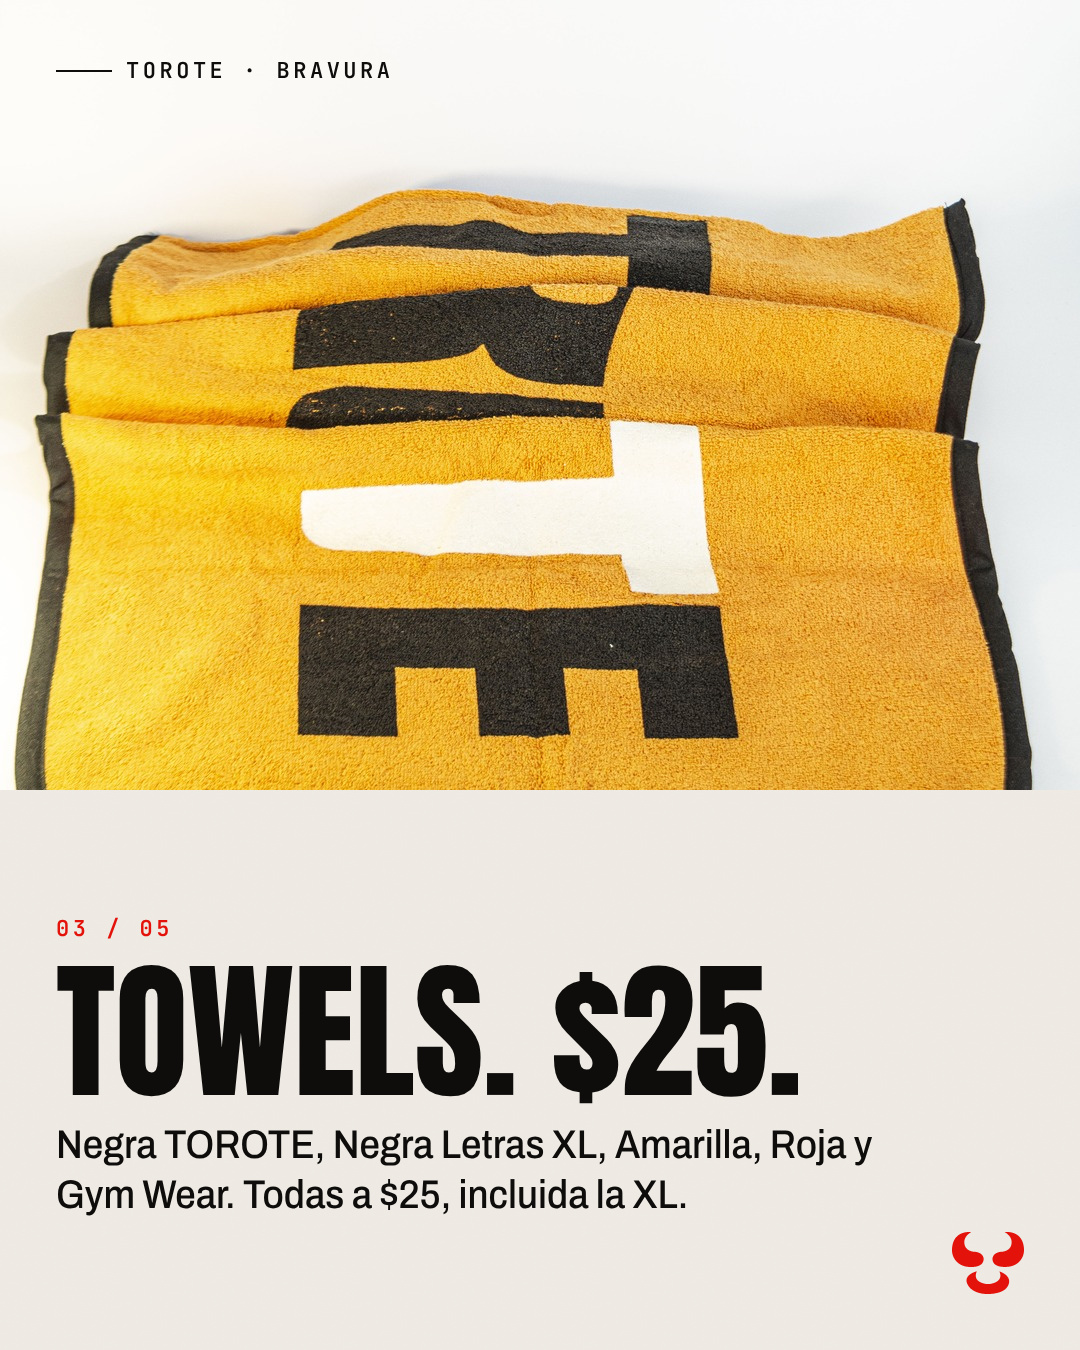 TOROTE · BRAVURA
T
E
03 / 05
TOWELS. $25.
Negra TOROTE, Negra Letras XL, Amarilla, Roja y
Gym Wear. Todas a $25, incluida la XL.